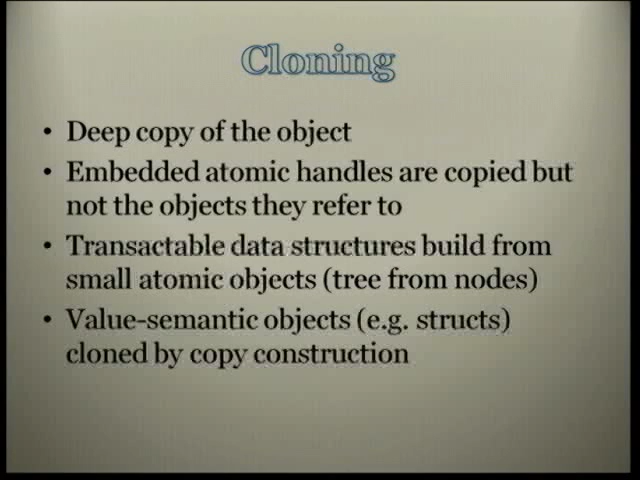 Cloning
• Deep copy of the object
• Embedded atomic handles are copied but
not the objects they refer to
• Transactable data structures build from
small atomic objects (tree from nodes)
• Value-semantic objects (e.g. structs)
cloned by copy construction